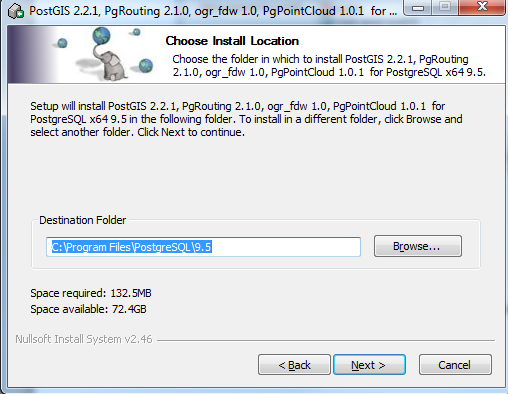 PostGIS 2.2.1, PgRouting 2.1.0, ogr_fdw 1.0, PgPointCloud 1.0.1  for ...
Choose Install Location
Choose the folder in which to install PostGIS 2.2.1, PgRouting
2.1.0, ogr_fdw 1.0, PgPointCloud 1.0.1  for PostgreSQL x64 9.5.
Setup will install PostGIS 2.2.1, PgRouting 2.1.0, ogr_fdw 1.0, PgPointCloud 1.0.1  for
PostgreSQL x64 9.5 in the following folder. To install in a different folder, click Browse and
select another folder. Click Next to continue.
Destination Folder
C:\Program Files\PostgreSQL\9.5
Browse...
Space required: 132.5MB
Space available: 72.4GB
Nullsoft Install System v2.46
< Back
Next >
Cancel